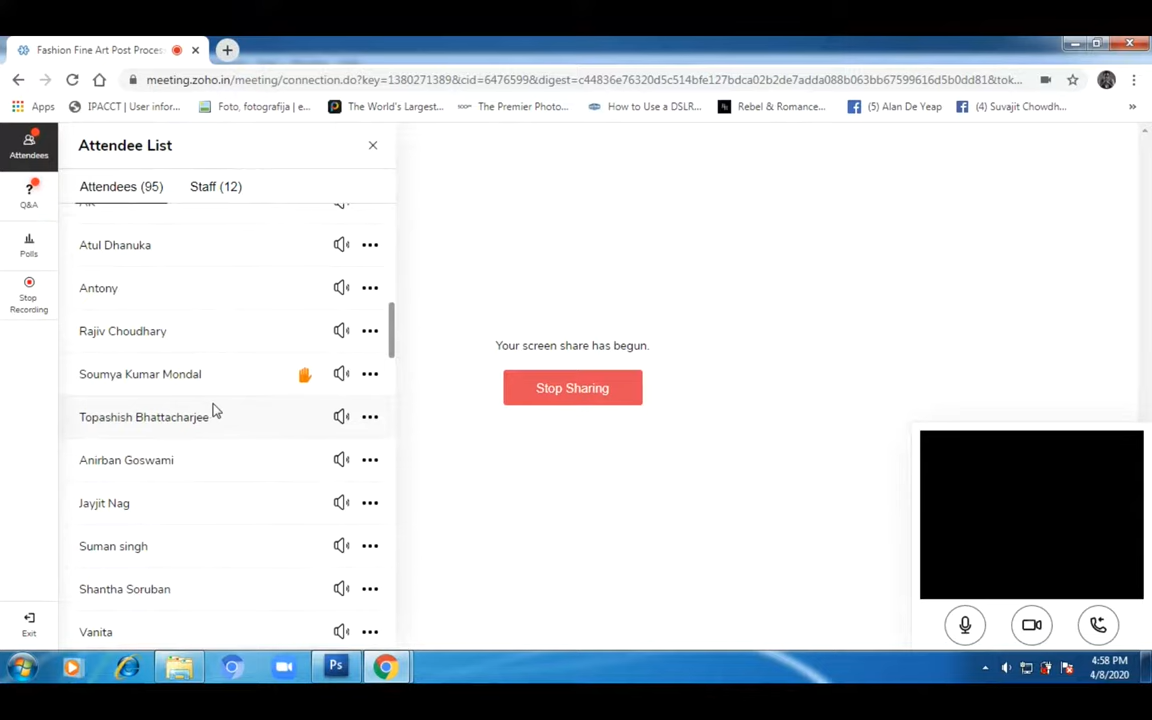 Fashion Fine Art Post Proces
meeting.zoho.in/meeting/connection.do?key=1380271389&cid=6476599&digest=c44836e76320d5c514bfe127bdca02b2de7adda088b063bb67599616d5b0dd81&tok...
Apps IPACCT | User infor... Foto, fotografija | e... The World's Largest... The Premier Photo... How to Use a DSLR... Rebel & Romance... (5) Alan De Yeap (4) Suvajit Chowdh...
Attendees
Q&A
Polls
Stop
Recording
Exit
Attendee List
Attendees (95) Staff (12)
Atul Dhanuka
Antony
Rajiv Choudhary
Soumya Kumar Mondal
Topashish Bhattacharjee
Anirban Goswami
Jayjit Nag
Suman singh
Shantha Soruban
Vanita
Your screen share has begun.
Stop Sharing
Ps
4:58 PM
4/8/2020